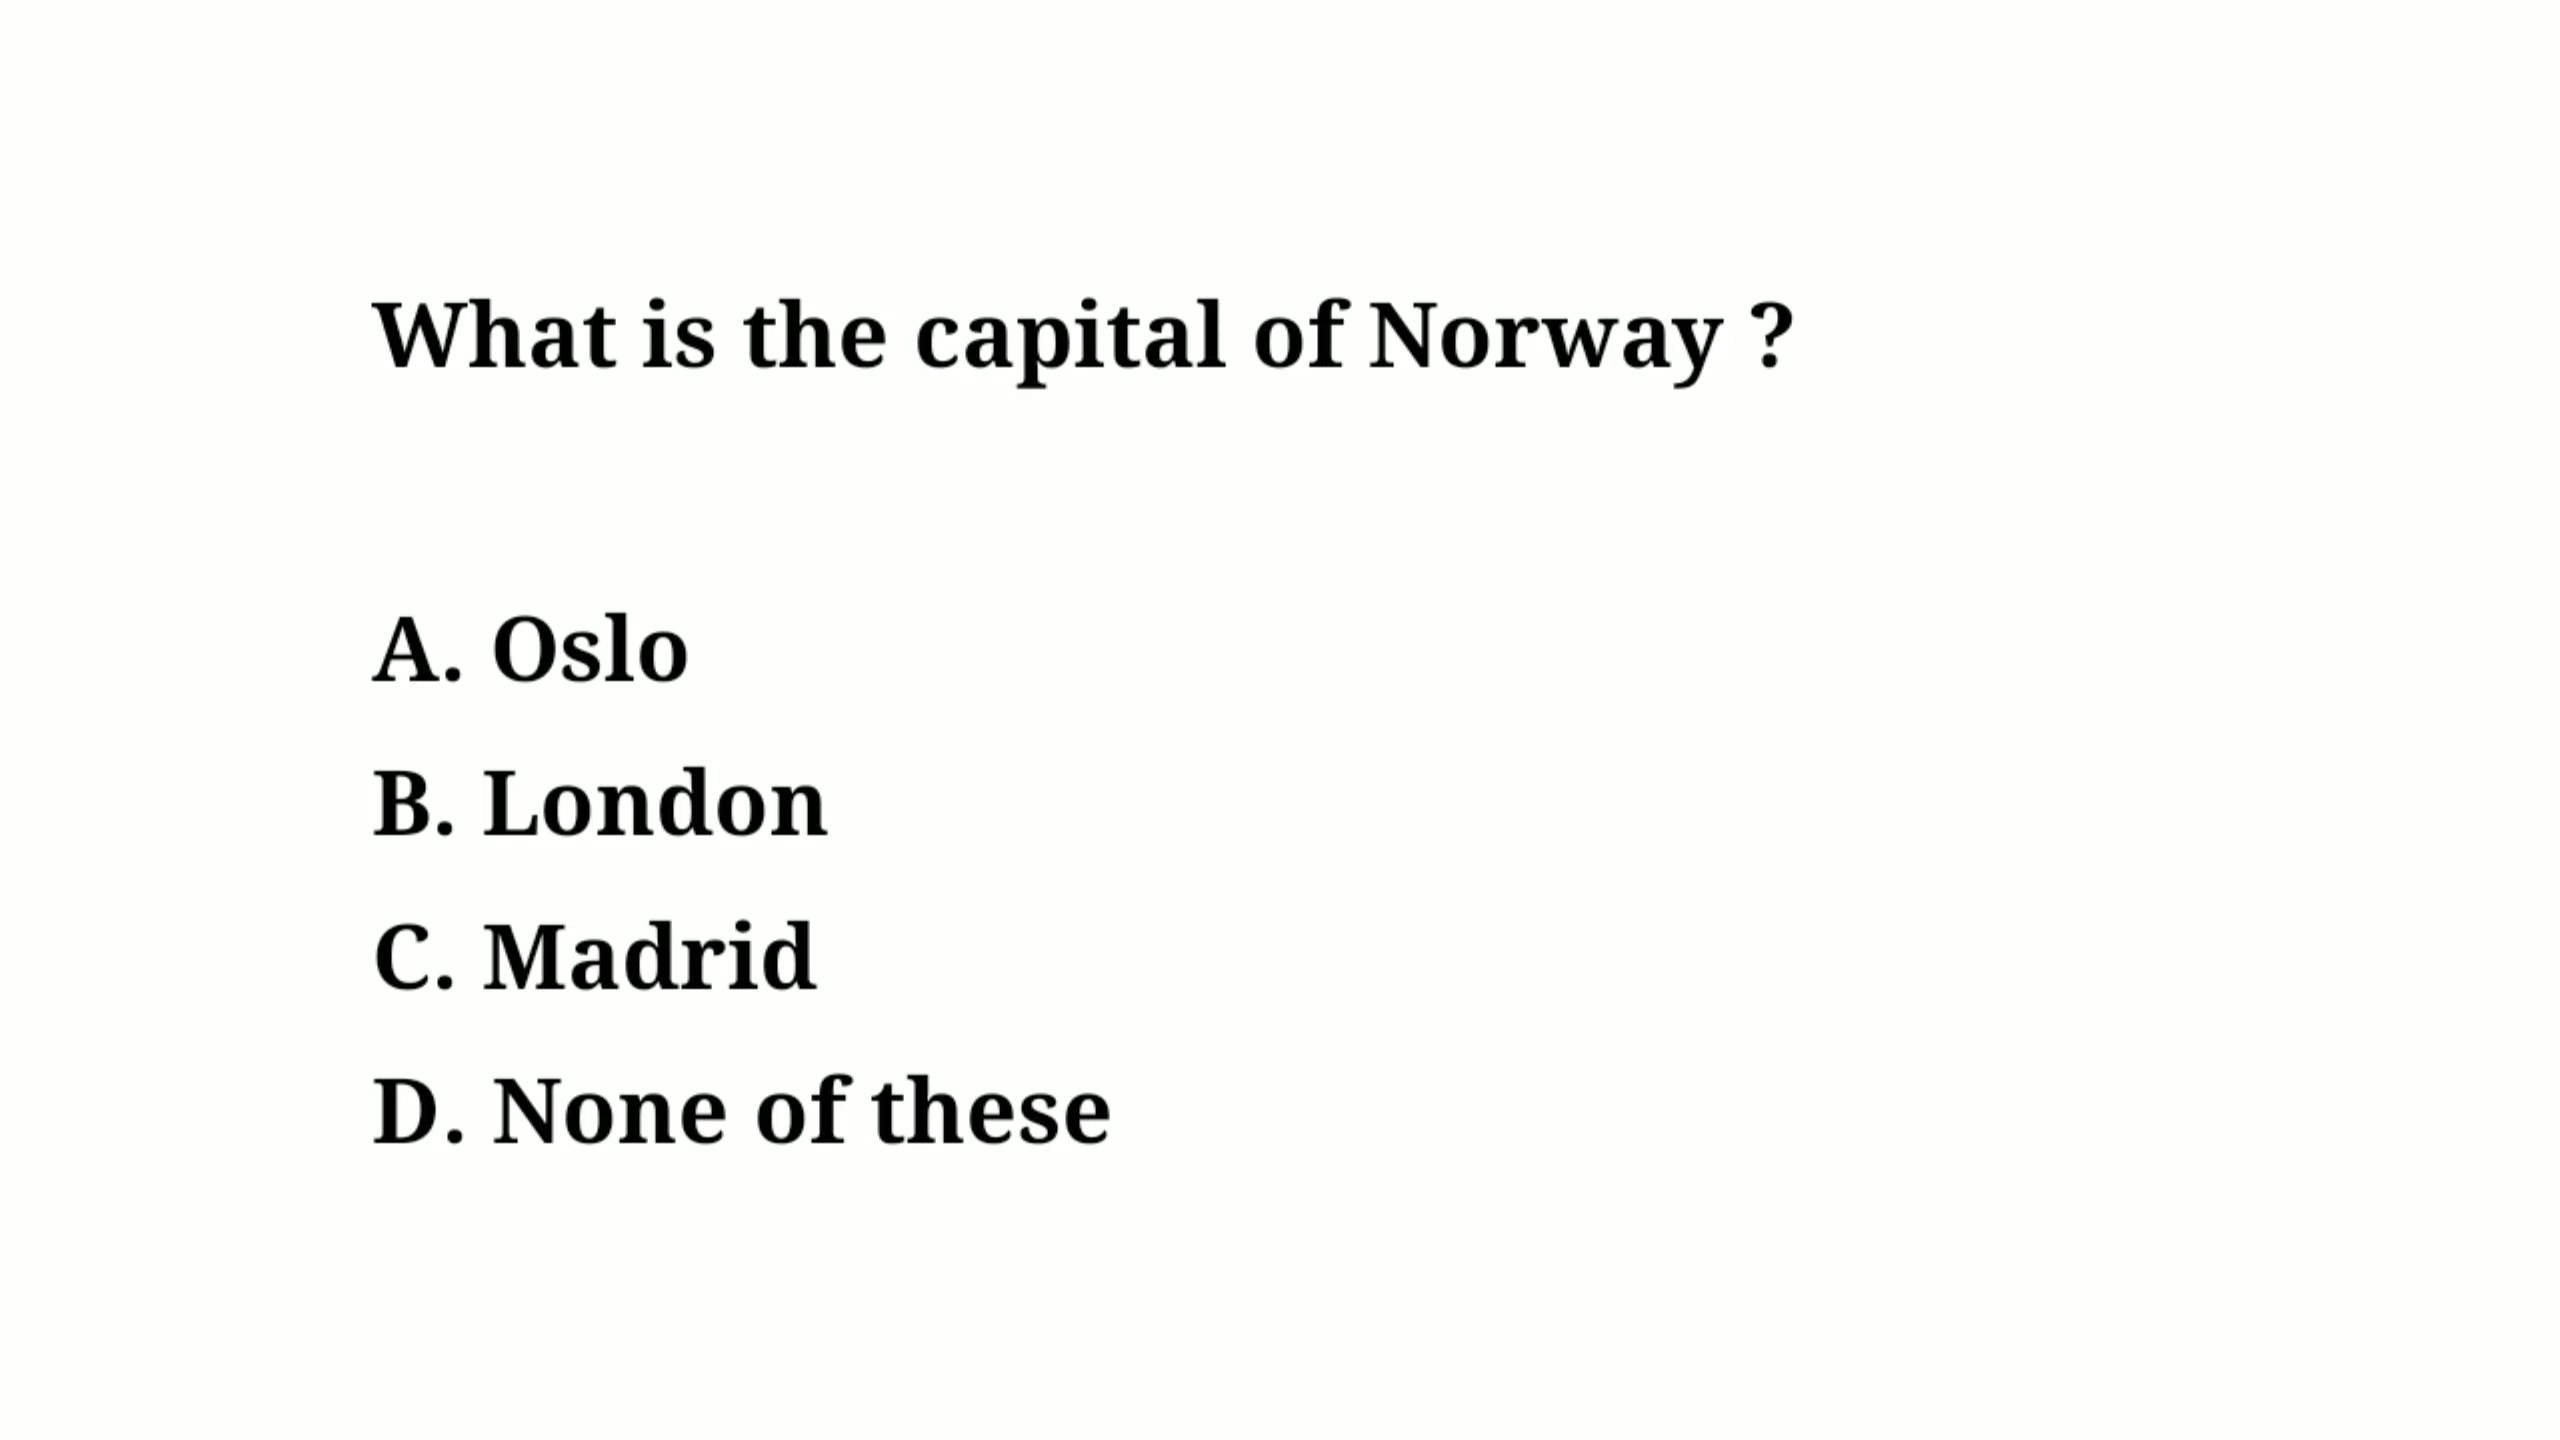 What is the capital of Norway ?
A. Oslo
B. London
C. Madrid
D. None of these